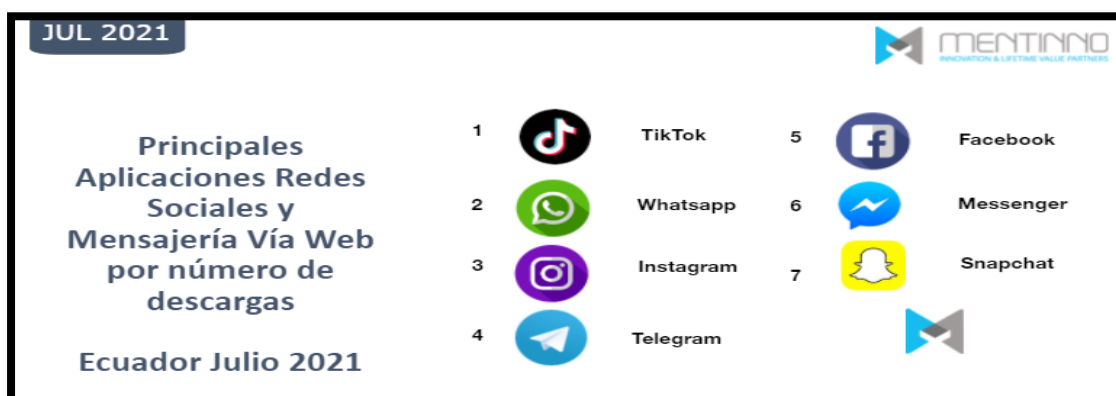 JUL 2021
MENTINNO
INNOVATION & LIFETIME VALUE PARTNERS
Principales
Aplicaciones Redes
Sociales y
Mensajería Vía Web
por número de
descargas
Ecuador Julio 2021
1 TikTok
2 Whatsapp
3 Instagram
4 Telegram
5 Facebook
6 Messenger
7 Snapchat